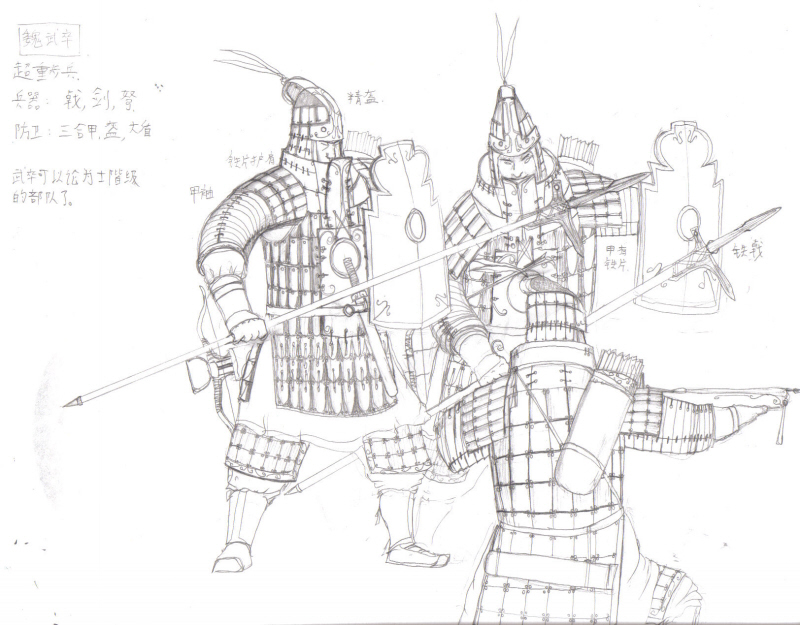 魏武卒
超重步兵
兵器：戟,剑,弩
防卫：三合甲,盔,大盾
武卒可以论为士階级
的部队了。
精盔
铁片护
甲袖
甲有
铁片
铁戟